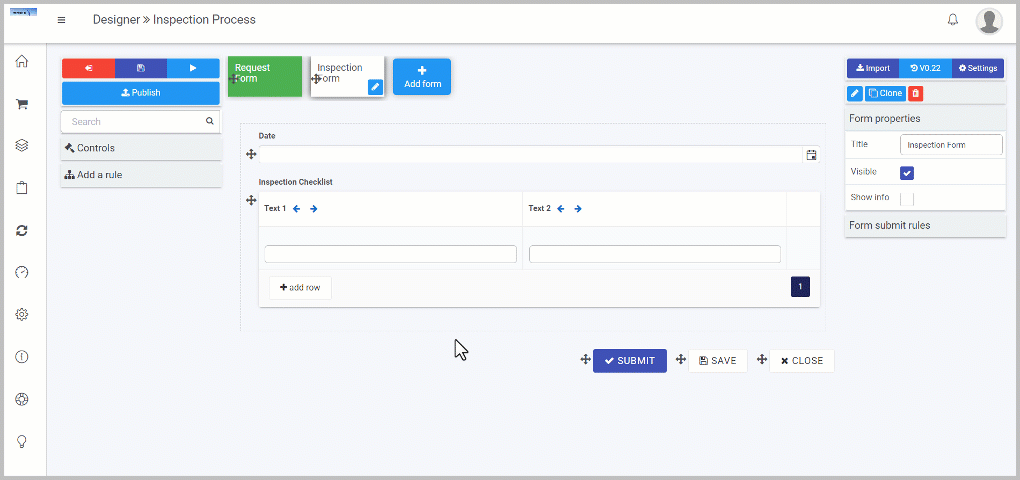 Designer » Inspection Process
Request
Form
Inspection
Form
Add form
Import
V0.22
Settings
Publish
Clone
Search
Controls
Add a rule
Date
Inspection Checklist
Text 1
Text 2
add row
1
SUBMIT
SAVE
CLOSE
Form properties
Title
Inspection Form
Visible
Show info
Form submit rules